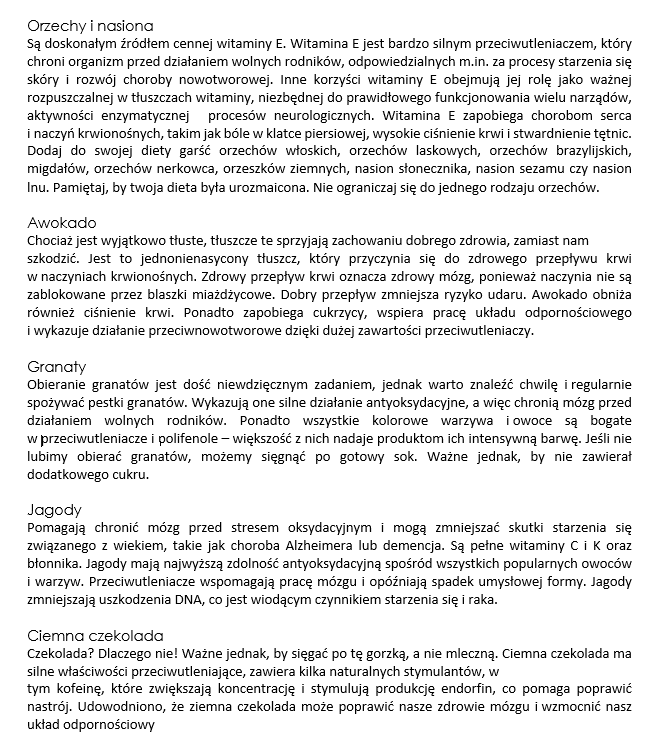 Orzechy i nasiona
Są doskonałym źródłem cennej witaminy E. Witamina E jest bardzo silnym przeciwutleniaczem, który
chroni organizm przed działaniem wolnych rodników, odpowiedzialnych m.in. za procesy starzenia się
skóry i rozwój choroby nowotworowej. Inne korzyści witaminy E obejmują jej rolę jako ważnej
rozpuszczalnej w tłuszczach witaminy, niezbędnej do prawidłowego funkcjonowania wielu narządów,
aktywności enzymatycznej procesów neurologicznych. Witamina E zapobiega chorobom serca
i naczyń krwionośnych, takim jak bóle w klatce piersiowej, wysokie ciśnienie krwi i stwardnienie tętnic.
Dodaj do swojej diety garść orzechów włoskich, orzechów laskowych, orzechów brazylijskich,
migdałów, orzechów nerkowca, orzeszków ziemnych, nasion słonecznika, nasion sezamu czy nasion
lnu. Pamiętaj, by twoja dieta była urozmaicona. Nie ograniczaj się do jednego rodzaju orzechów.
Awokado
Chociaż jest wyjątkowo tłuste, tłuszcze te sprzyjają zachowaniu dobrego zdrowia, zamiast nam
szkodzić. Jest to jednonienasycony tłuszcz, który przyczynia się do zdrowego przepływu krwi
w naczyniach krwionośnych. Zdrowy przepływ krwi oznacza zdrowy mózg, ponieważ naczynia nie są
zablokowane przez blaszki miażdżycowe. Dobry przepływ zmniejsza ryzyko udaru. Awokado obniża
również ciśnienie krwi. Ponadto zapobiega cukrzycy, wspiera pracę układu odpornościowego
i wykazuje działanie przeciwnowotworowe dzięki dużej zawartości przeciwutleniaczy.
Granaty
Obieranie granatów jest dość niewdzięcznym zadaniem, jednak warto znaleźć chwilę i regularnie
spożywać pestki granatów. Wykazują one silne działanie antyoksydacyjne, a więc chronią mózg przed
działaniem wolnych rodników. Ponadto wszystkie kolorowe warzywa i owoce są bogate
w przeciwutleniacze i polifenole – większość z nich nadaje produktom ich intensywną barwę. Jeśli nie
lubimy obierać granatów, możemy sięgnąć po gotowy sok. Ważne jednak, by nie zawierał
dodatkowego cukru.
Jagody
Pomagają chronić mózg przed stresem oksydacyjnym i mogą zmniejszać skutki starzenia się
związanego z wiekiem, takie jak choroba Alzheimera lub demencja. Są pełne witaminy C i K oraz
błonnika. Jagody mają najwyższą zdolność antyoksydacyjną spośród wszystkich popularnych owoców
i warzyw. Przeciwutleniacze wspomagają pracę mózgu i opóźniają spadek umysłowej formy. Jagody
zmniejszają uszkodzenia DNA, co jest wiodącym czynnikiem starzenia się i raka.
Ciemna czekolada
Czekolada? Dlaczego nie! Ważne jednak, by sięgać po tę gorzką, a nie mleczną. Ciemna czekolada ma
silne właściwości przeciwutleniające, zawiera kilka naturalnych stymulantów, w
tym kofeinę, które zwiększają koncentrację i stymulują produkcję endorfin, co pomaga poprawić
nastrój. Udowodniono, że ziemna czekolada może poprawić nasze zdrowie mózgu i wzmocnić nasz
układ odpornościowy